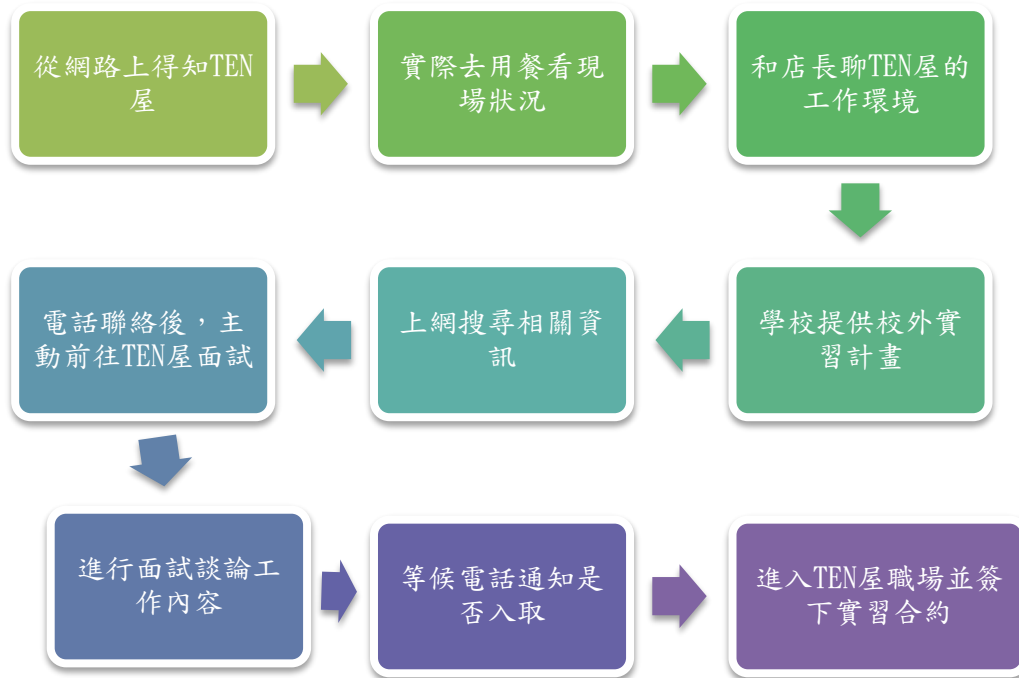 從網路上得知TEN
屋
實際去用餐看現
場狀況
和店長聊TEN屋的
工作環境
學校提供校外實
習計畫
上網搜尋相關資
訊
電話聯絡後，主
動前往TEN屋面試
進行面試談論工
作內容
等候電話通知是
否入取
進入TEN屋職場並簽
下實習合約